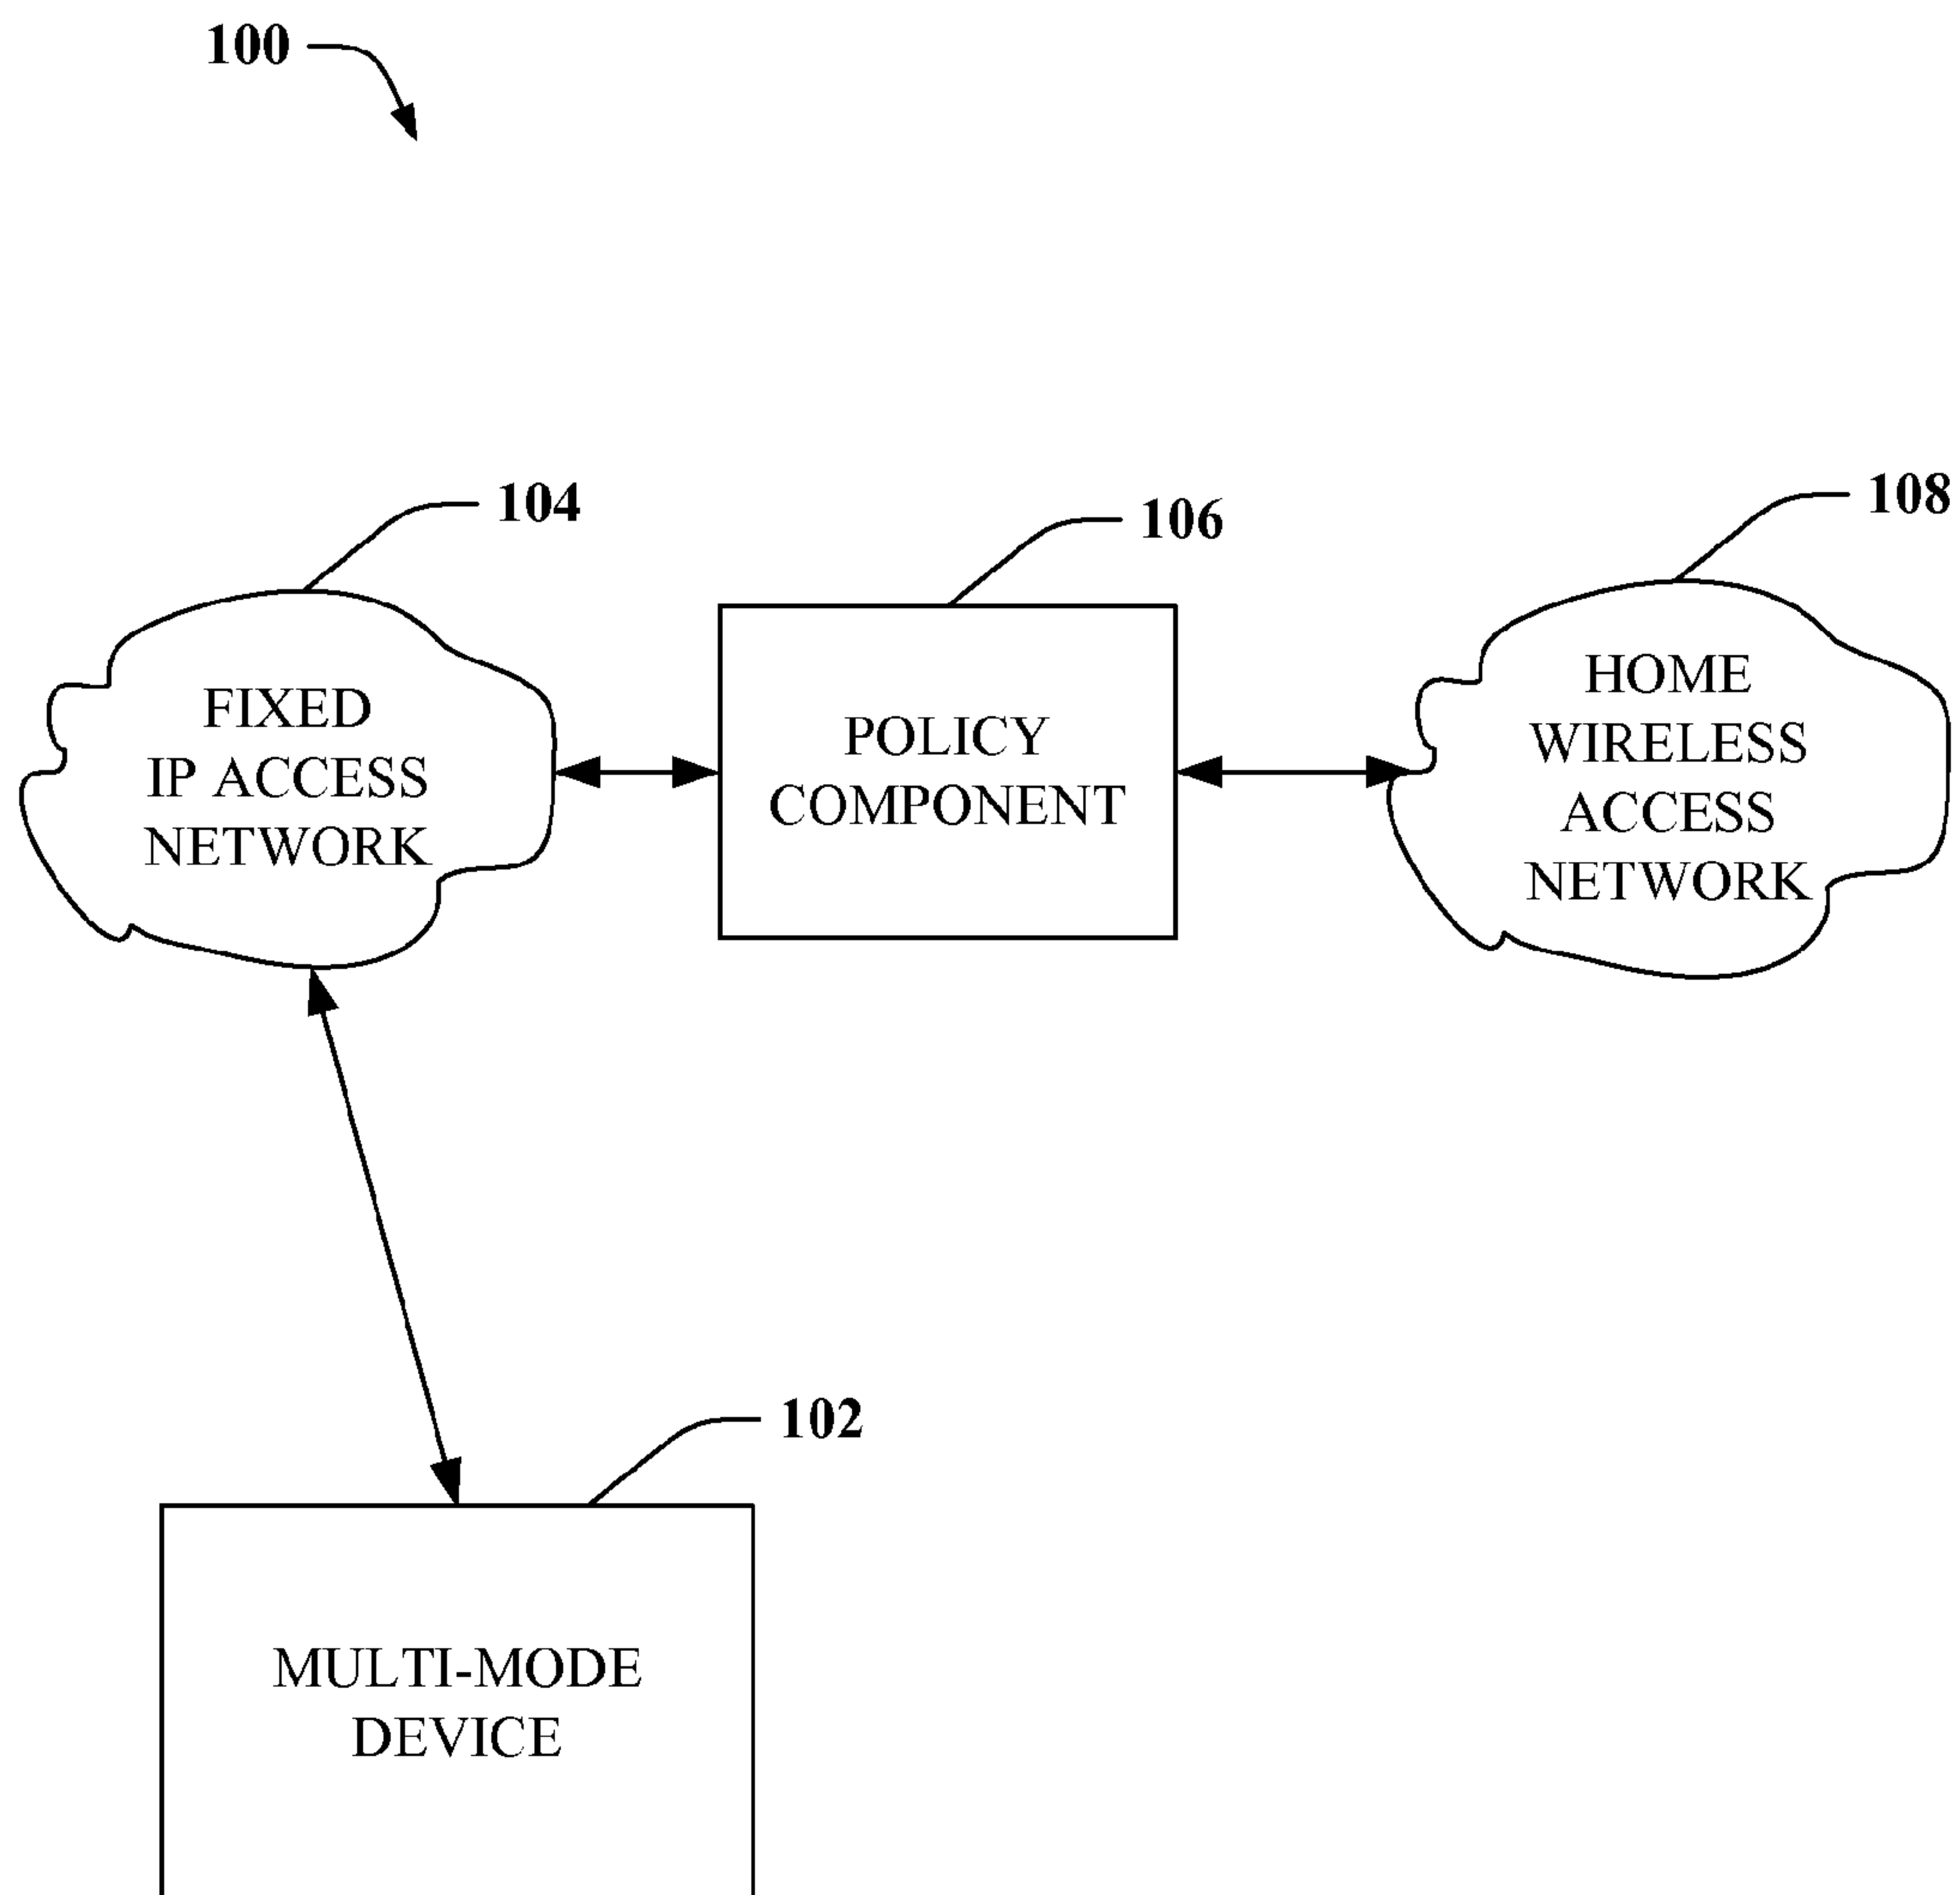 100
104
106
108
FIXED
IP ACCESS
NETWORK
POLICY
COMPONENT
HOME
WIRELESS
ACCESS
NETWORK
102
MULTI-MODE
DEVICE